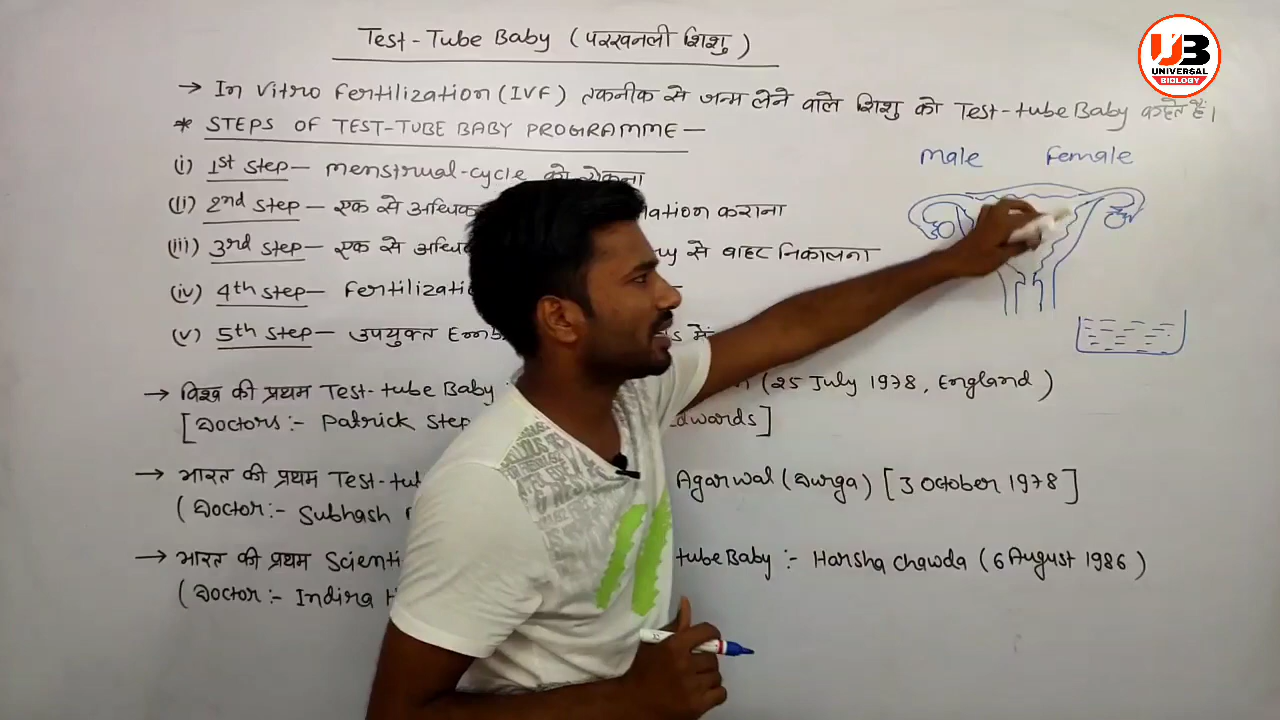 Test-Tube Baby (परखनली शिशु)
UB
UNIVERSAL
BIOLOGY
→ In Vitro Fertilization (IVF) तकनीक से जन्म लेने वाले शिशु को Test-tube Baby कहते हैं।
* STEPS OF TEST-TUBE BABY PROGRAMME—
Male Female
(i) 1st step— menstrual-cycle को रोकना
(ii) 2nd step— एक से अधिक ation कराना
(iii) 3rd step— एक से अधिक से बाहर निकालना
(iv) 4th step— Fertilizati
(v) 5th step— उपयुक्त Em में
→ विश्व की प्रथम Test-tube Baby (25 July 1978, England)
[Doctors:- Patrick Step Edwards]
→ भारत की प्रथम Test-tub Agarwal (Durga) [3 October 1978]
(Doctor:- Subhash
→ भारत की प्रथम Scienti tube Baby :- Harsha Chawda (6 August 1986)
(Doctor:- Indira H